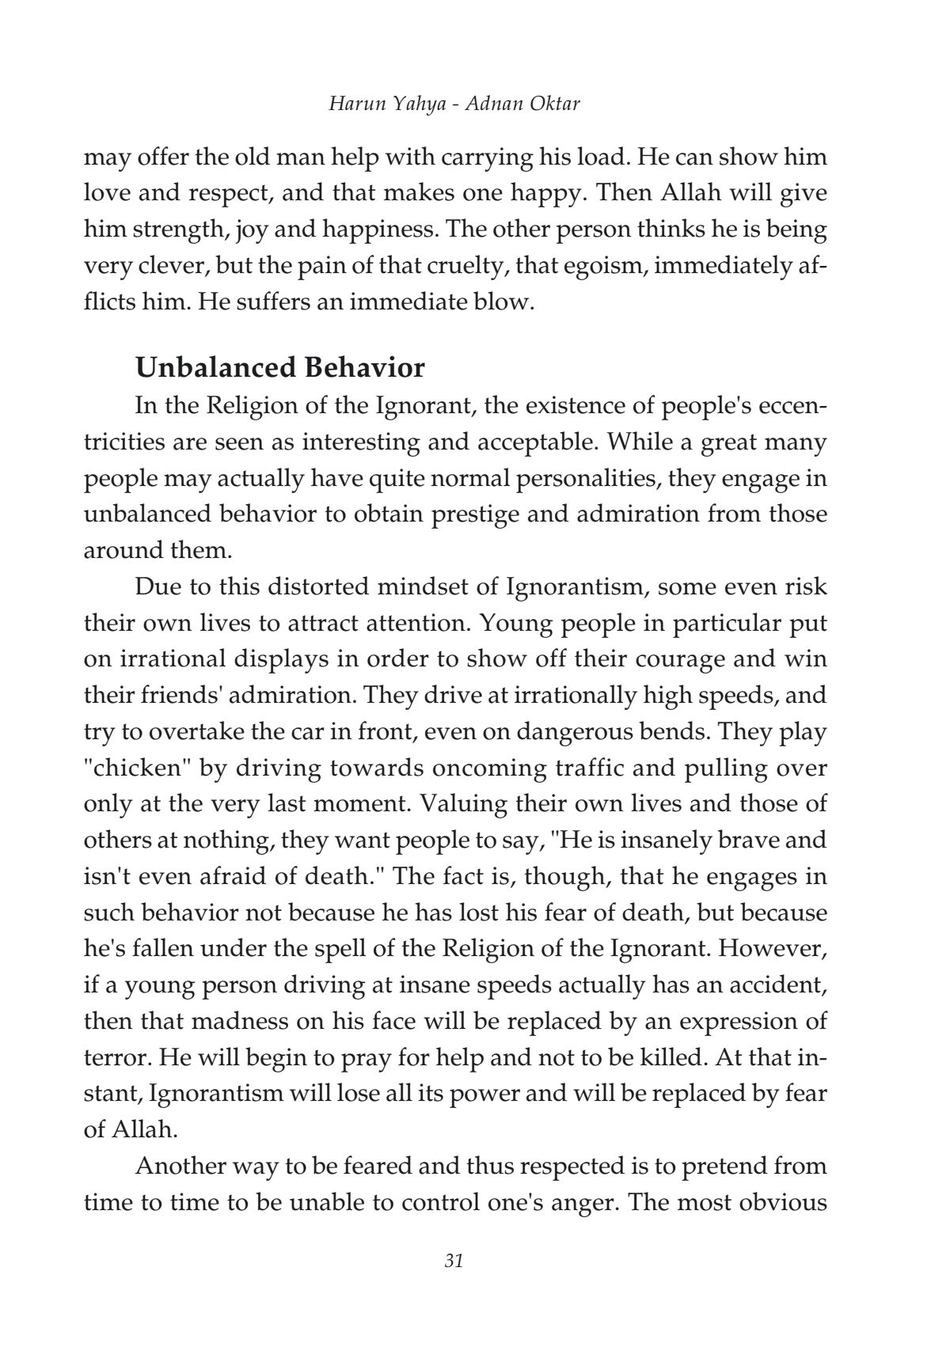 Harun Yahya - Adnan Oktar
may offer the old man help with carrying his load. He can show him
love and respect, and that makes one happy. Then Allah will give
him strength, joy and happiness. The other person thinks he is being
very clever, but the pain of that cruelty, that egoism, immediately af-
flicts him. He suffers an immediate blow.
Unbalanced Behavior
In the Religion of the Ignorant, the existence of people's eccen-
tricities are seen as interesting and acceptable. While a great many
people may actually have quite normal personalities, they engage in
unbalanced behavior to obtain prestige and admiration from those
around them.
Due to this distorted mindset of Ignorantism, some even risk
their own lives to attract attention. Young people in particular put
on irrational displays in order to show off their courage and win
their friends' admiration. They drive at irrationally high speeds, and
try to overtake the car in front, even on dangerous bends. They play
"chicken" by driving towards oncoming traffic and pulling over
only at the very last moment. Valuing their own lives and those of
others at nothing, they want people to say, "He is insanely brave and
isn't even afraid of death." The fact is, though, that he engages in
such behavior not because he has lost his fear of death, but because
he's fallen under the spell of the Religion of the Ignorant. However,
if a young person driving at insane speeds actually has an accident,
then that madness on his face will be replaced by an expression of
terror. He will begin to pray for help and not to be killed. At that in-
stant, Ignorantism will lose all its power and will be replaced by fear
of Allah.
Another way to be feared and thus respected is to pretend from
time to time to be unable to control one's anger. The most obvious
31